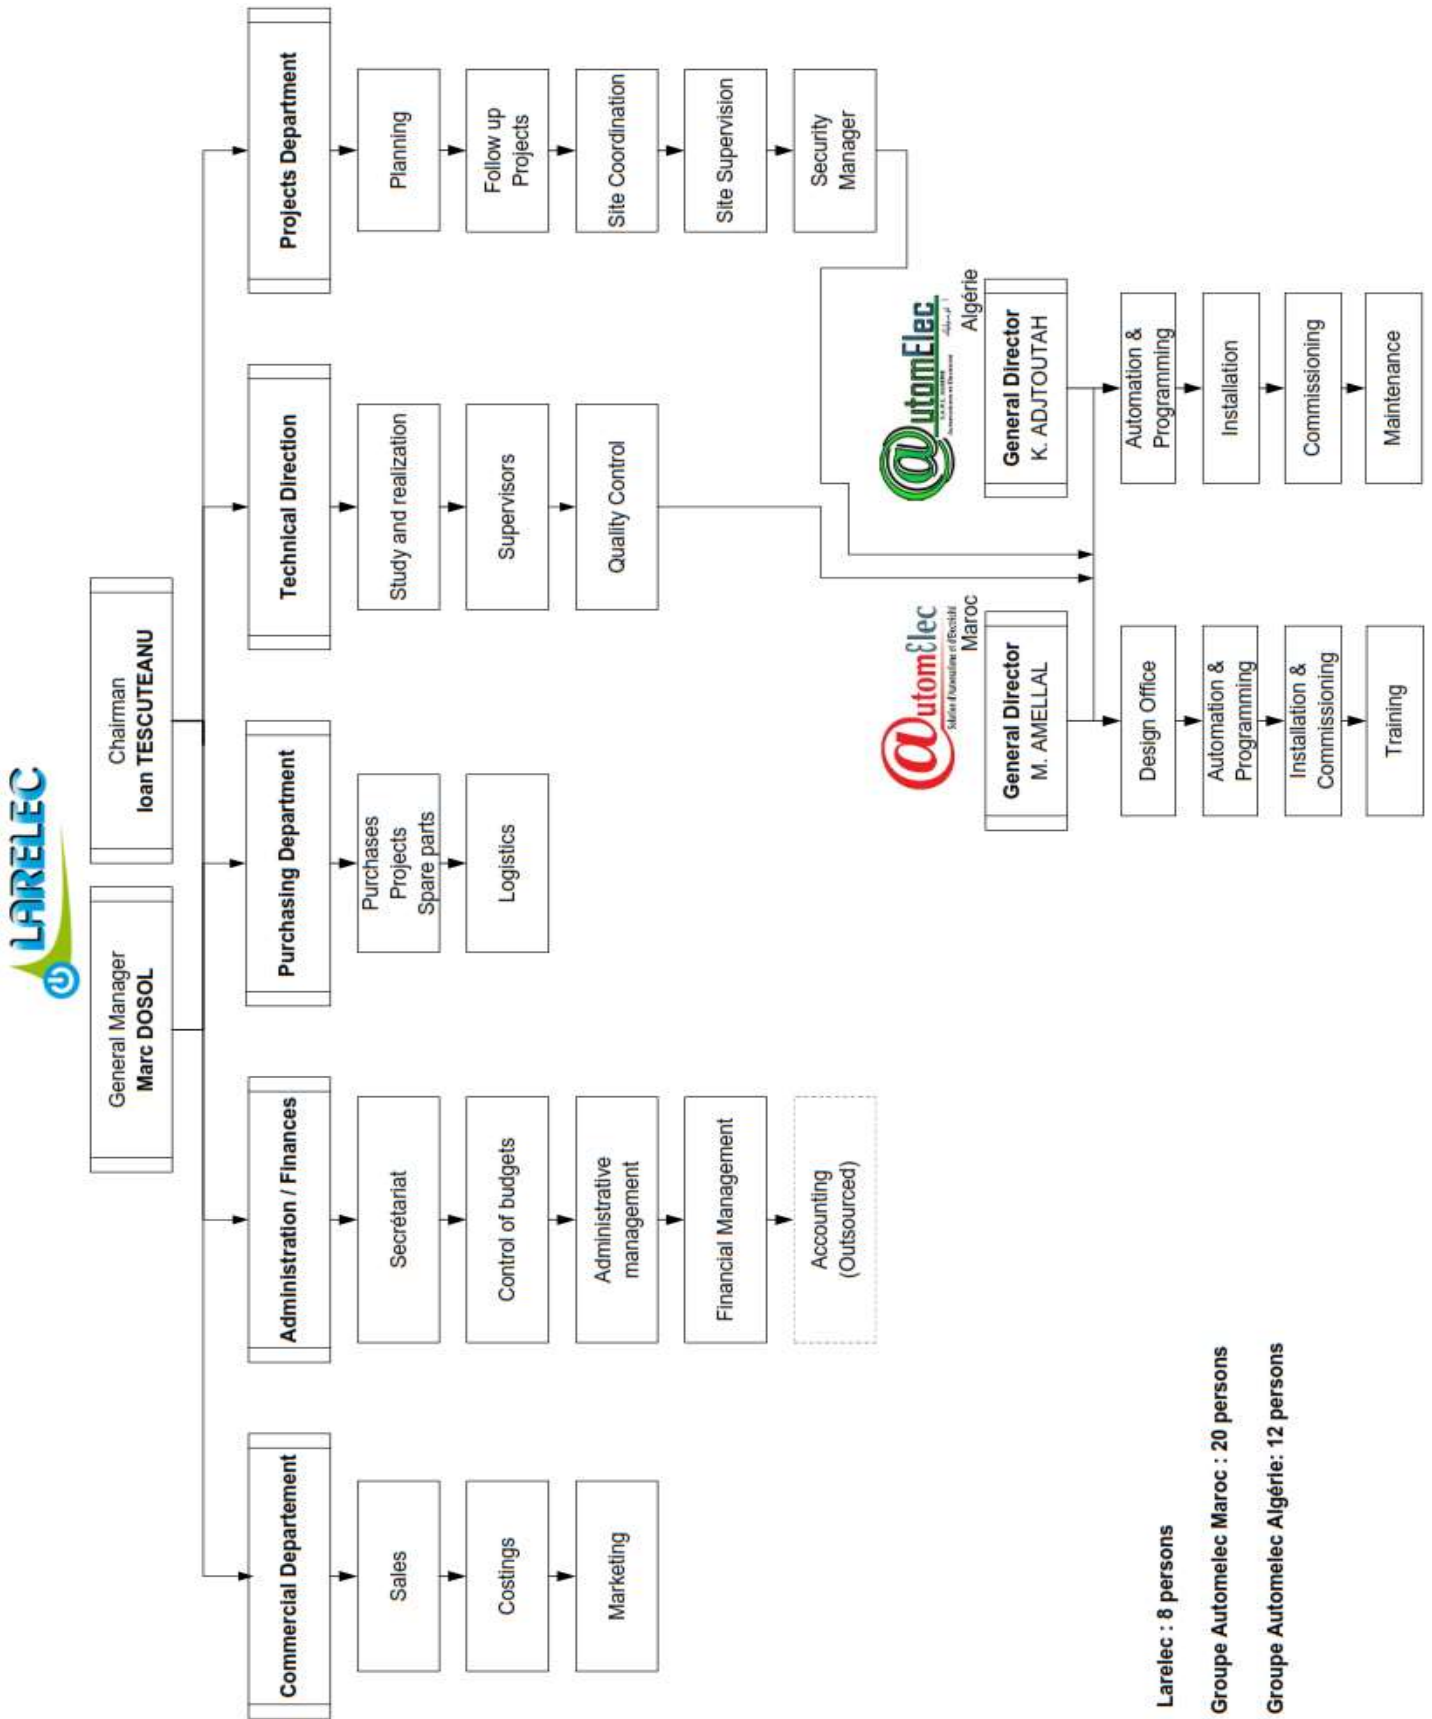 LARELEC
General Manager
Marc DOSOL
Chairman
Ioan TESCUTEANU
Commercial Departement
Sales
Costings
Marketing
Administration / Finances
Secrétariat
Control of budgets
Administrative
management
Financial Management
Accounting
(Outsourced)
Purchasing Department
Purchases
Projects
Spare parts
Logistics
Technical Direction
Study and realization
Supervisors
Quality Control
Projects Department
Planning
Follow up
Projects
Site Coordination
Site Supervision
Security
Manager
@utomElec
Maroc
General Director
M. AMELLAL
Design Office
Automation &
Programming
Installation &
Commissioning
Training
@utomElec
Algérie
General Director
K. ADJTOUTAH
Automation &
Programming
Installation
Commissioning
Maintenance
Larelec : 8 persons
Groupe Automelec Maroc : 20 persons
Groupe Automelec Algérie: 12 persons